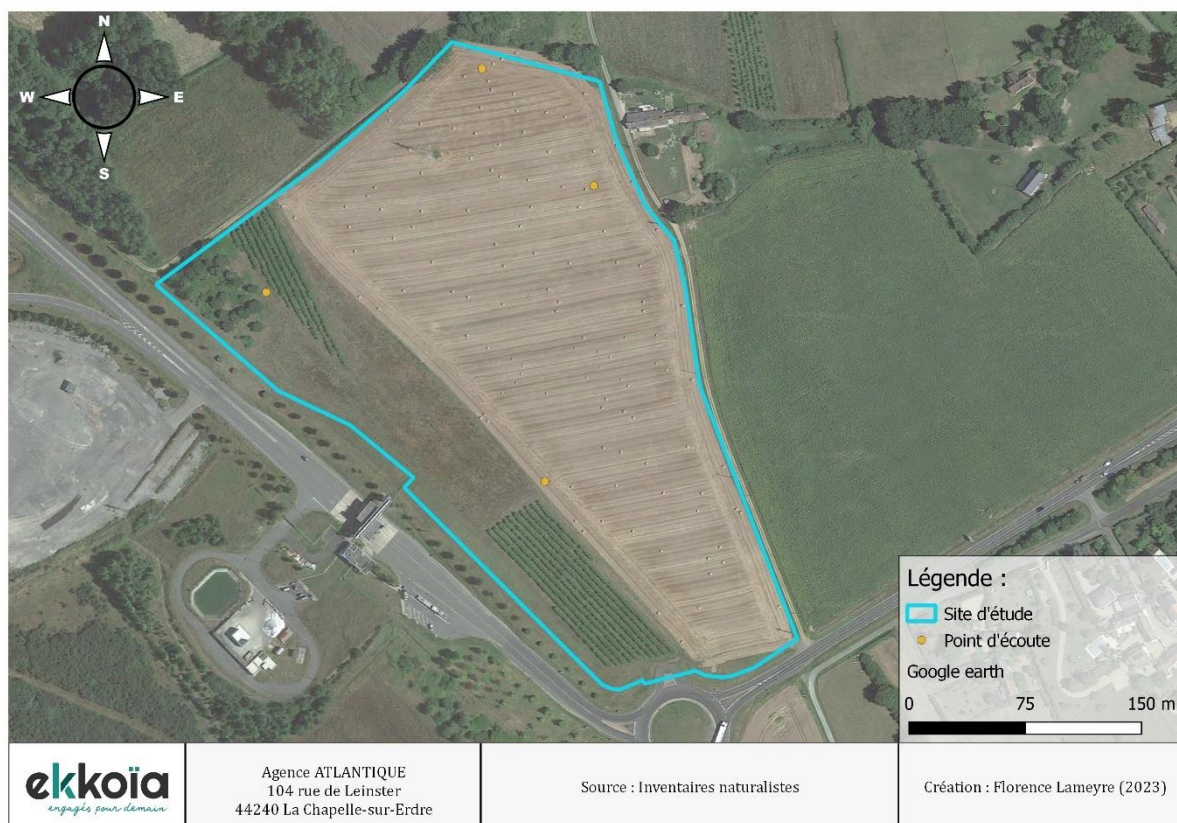 N
W
E
S
Légende :
Site d'étude
Point d'écoute
Google earth
0 75 150 m
ekkoïa
engagés pour demain
Agence ATLANTIQUE
104 rue de Leinster
44240 La Chapelle-sur-Erdre
Source : Inventaires naturalistes
Création : Florence Lameyre (2023)